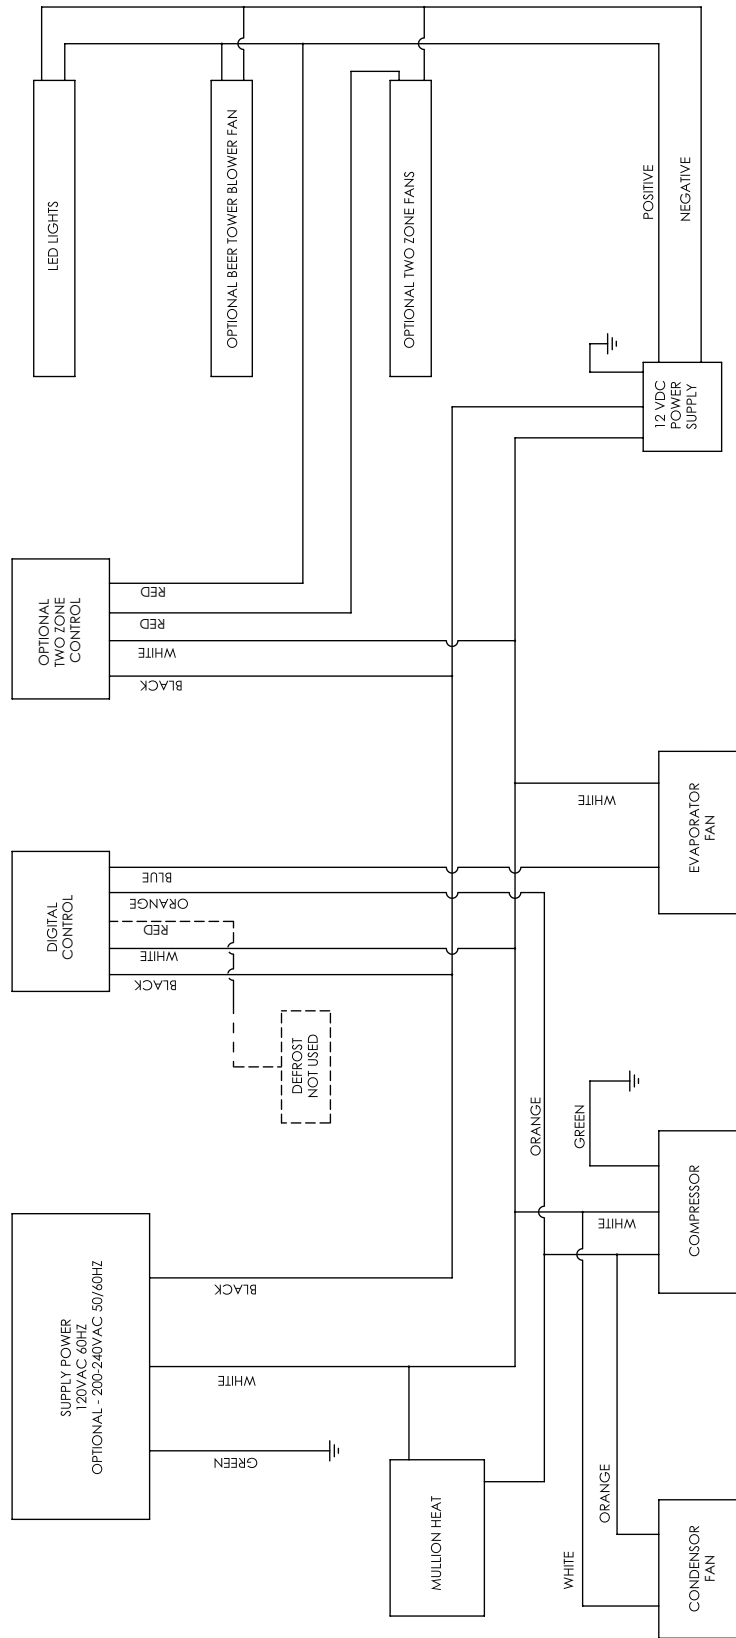 LED LIGHTS
OPTIONAL BEER TOWER BLOWER FAN
OPTIONAL TWO ZONE FANS
POSITIVE
NEGATIVE
12 VDC
POWER
SUPPLY
OPTIONAL
TWO ZONE
CONTROL
RED
RED
WHITE
BLACK
DIGITAL
CONTROL
BLUE
ORANGE
RED
WHITE
BLACK
DEFROST
NOT USED
WHITE
EVAPORATOR
FAN
SUPPLY POWER
120VAC 60HZ
OPTIONAL - 200-240VAC 50/60HZ
BLACK
WHITE
GREEN
ORANGE
GREEN
WHITE
COMPRESSOR
MULLION HEAT
ORANGE
WHITE
CONDENSOR
FAN